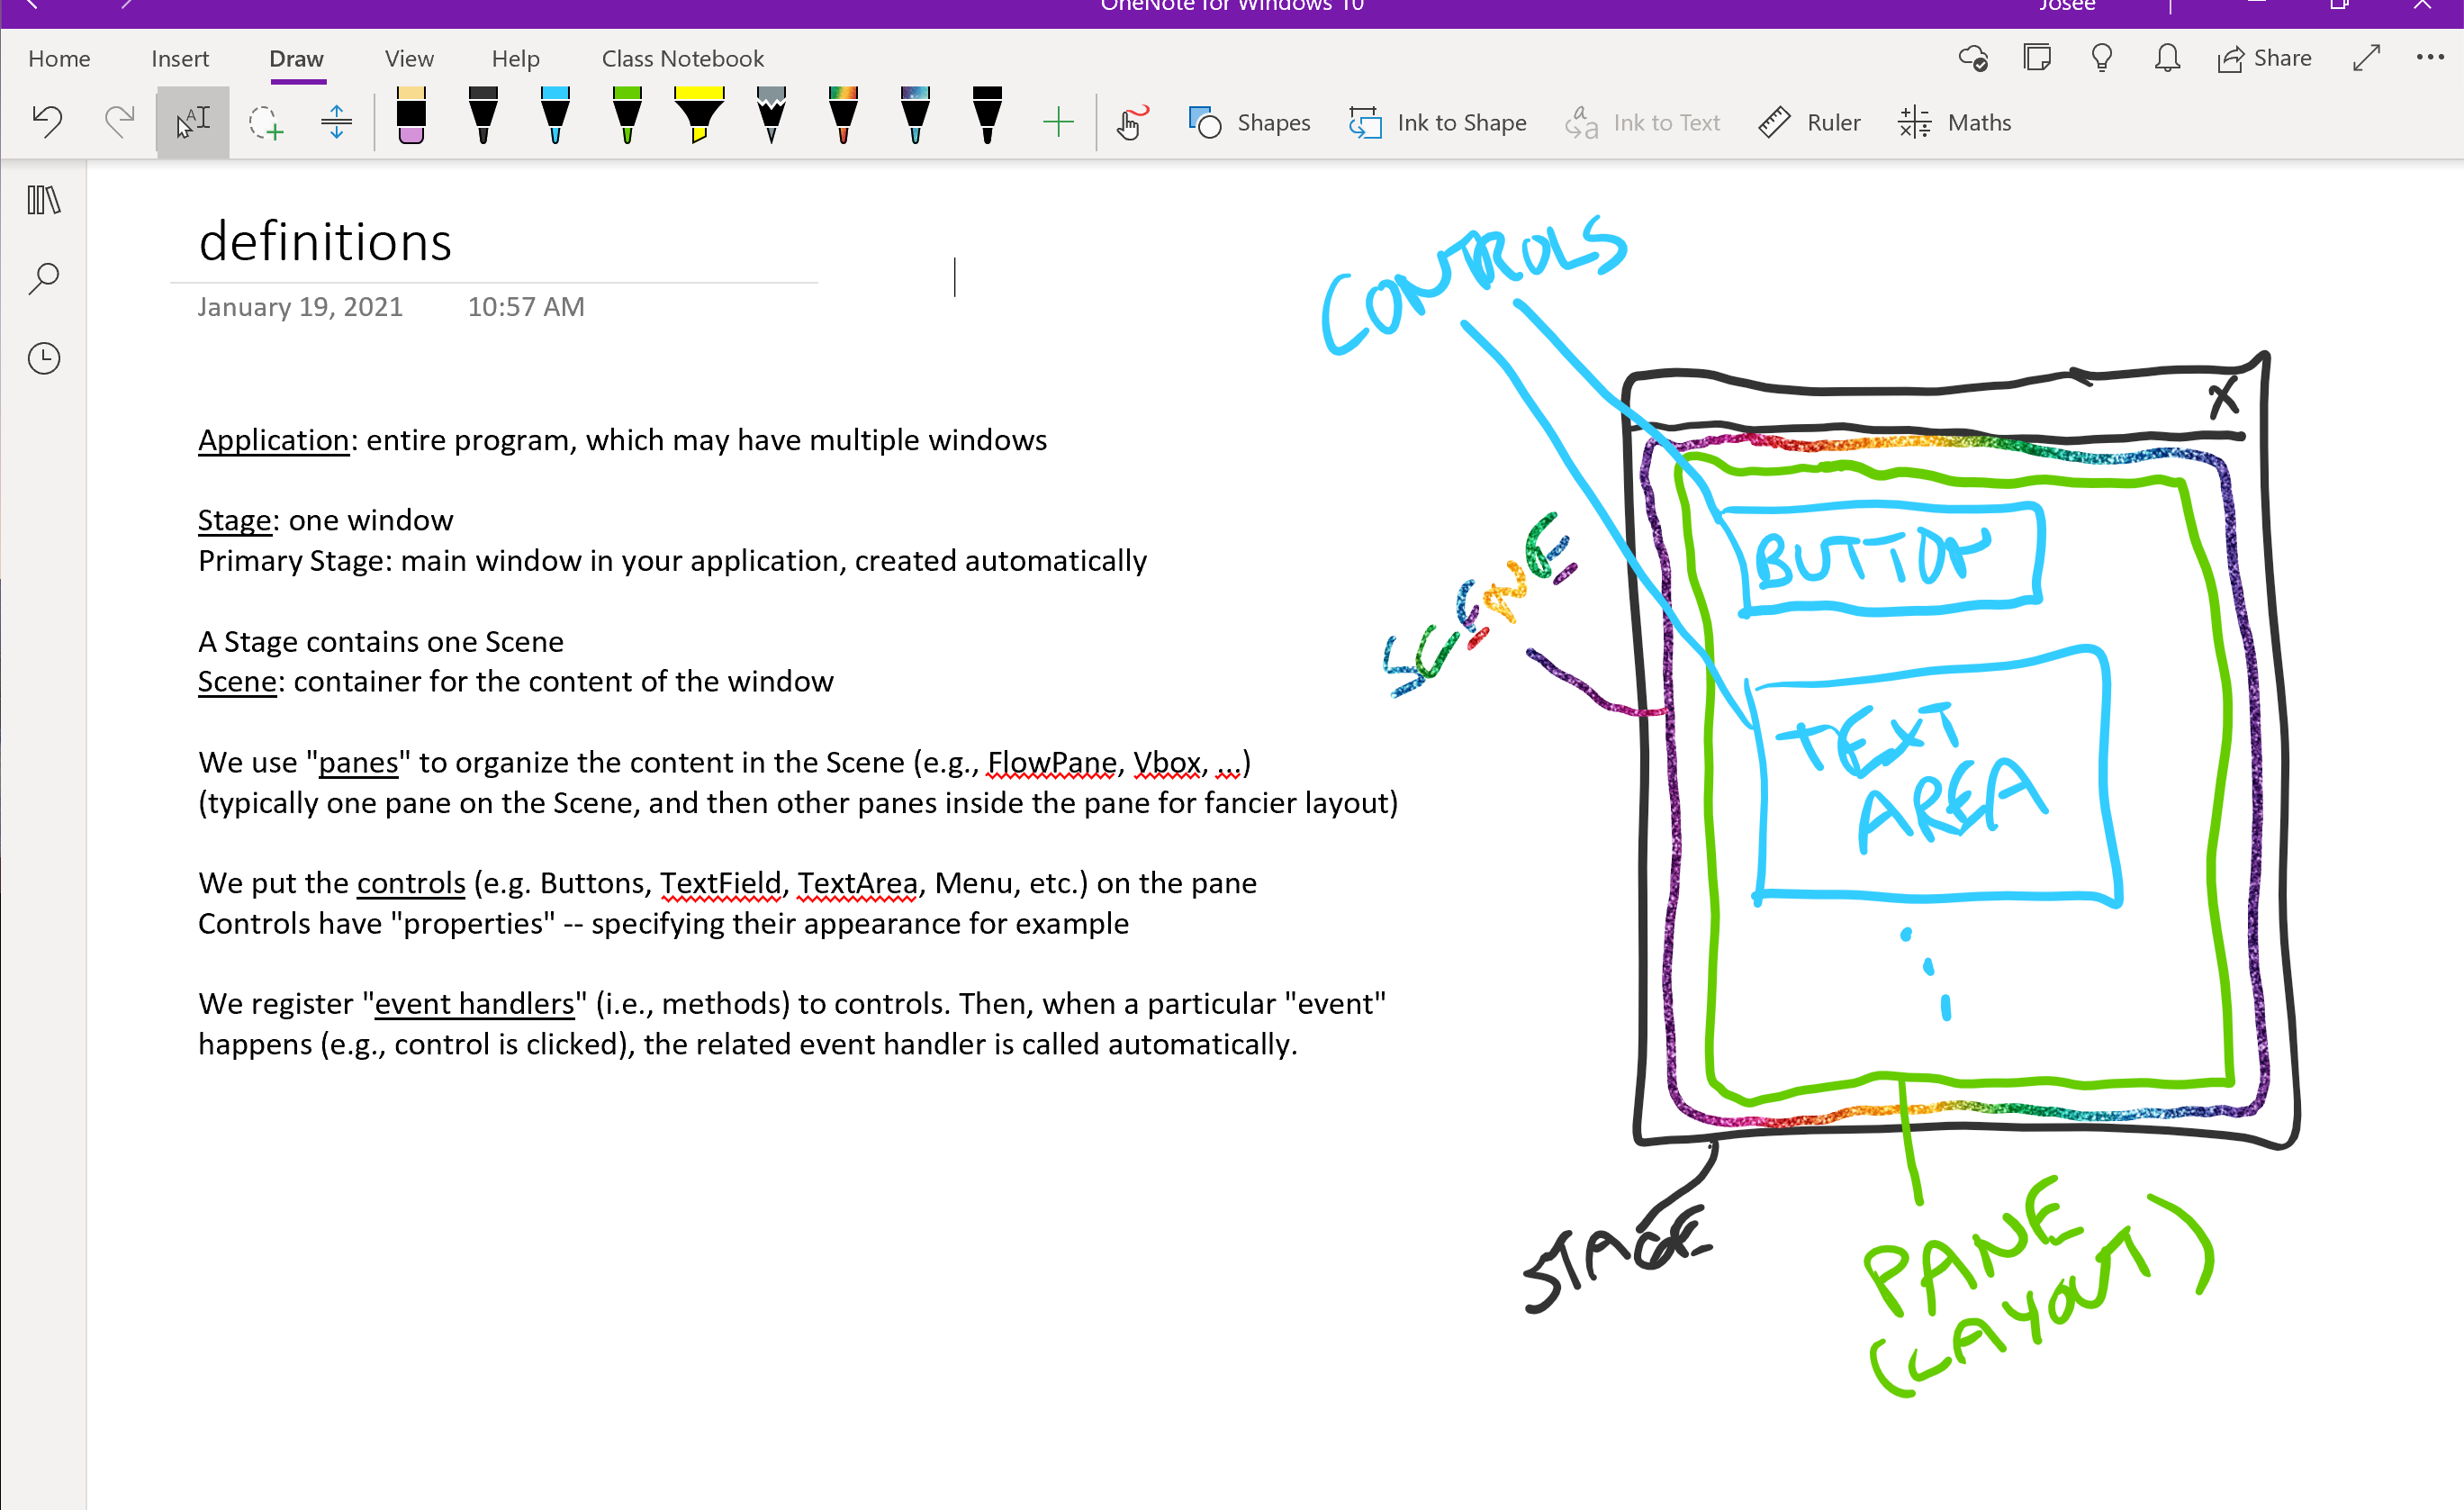 OneNote for Windows 10
Josee
Home Insert Draw View Help Class Notebook
Share
Shapes Ink to Shape Ink to Text Ruler Maths
definitions
January 19, 2021 10:57 AM
Application: entire program, which may have multiple windows
Stage: one window
Primary Stage: main window in your application, created automatically
A Stage contains one Scene
Scene: container for the content of the window
We use "panes" to organize the content in the Scene (e.g., FlowPane, Vbox, ...)
(typically one pane on the Scene, and then other panes inside the pane for fancier layout)
We put the controls (e.g. Buttons, TextField, TextArea, Menu, etc.) on the pane
Controls have "properties" -- specifying their appearance for example
We register "event handlers" (i.e., methods) to controls. Then, when a particular "event"
happens (e.g., control is clicked), the related event handler is called automatically.
CONTROLS
X
SCENE
BUTTON
TEXT
AREA
STAGE
PANE
(LAYOUT)